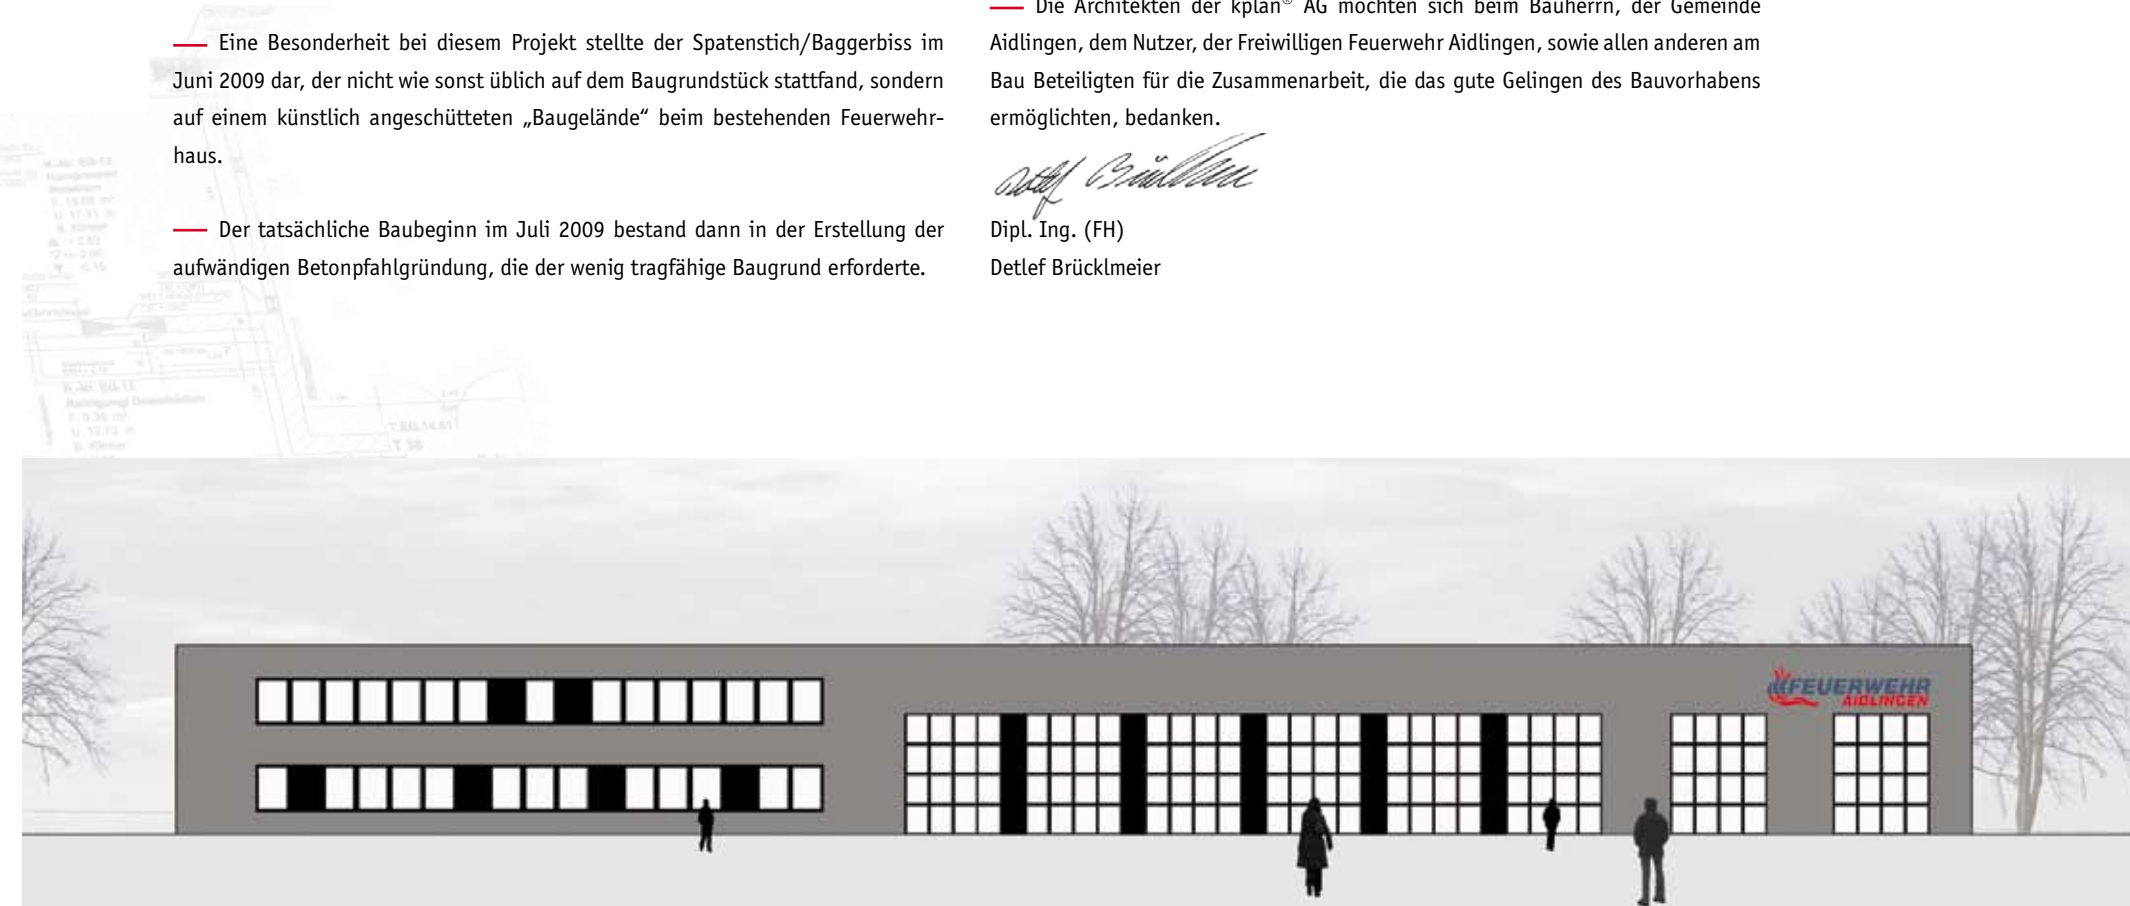 Eine Besonderheit bei diesem Projekt stellte der Spatenstich/Baggerbiss im
Juni 2009 dar, der nicht wie sonst üblich auf dem Baugrundstück stattfand, sondern
auf einem künstlich angeschütteten „Baugelände“ beim bestehenden Feuerwehr-
haus.
Der tatsächliche Baubeginn im Juli 2009 bestand dann in der Erstellung der
aufwändigen Betonpfahlgründung, die der wenig tragfähige Baugrund erforderte.
Die Architekten der kplan® AG möchten sich beim Bauherrn, der Gemeinde
Aidlingen, dem Nutzer, der Freiwilligen Feuerwehr Aidlingen, sowie allen anderen am
Bau Beteiligten für die Zusammenarbeit, die das gute Gelingen des Bauvorhabens
ermöglichten, bedanken.
Detlef Brücklmeier
Dipl. Ing. (FH)
Detlef Brücklmeier
T 36
FEUERWEHR
AIDLINGEN